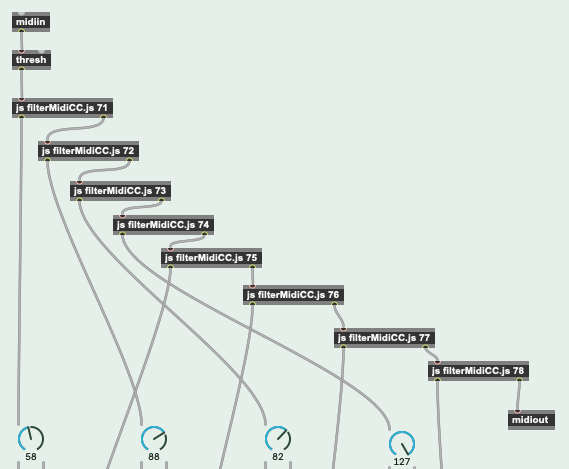 midiin
thresh
js filterMidiCC.js 71
js filterMidiCC.js 72
js filterMidiCC.js 73
js filterMidiCC.js 74
js filterMidiCC.js 75
js filterMidiCC.js 76
js filterMidiCC.js 77
js filterMidiCC.js 78
midiout
58
88
82
127